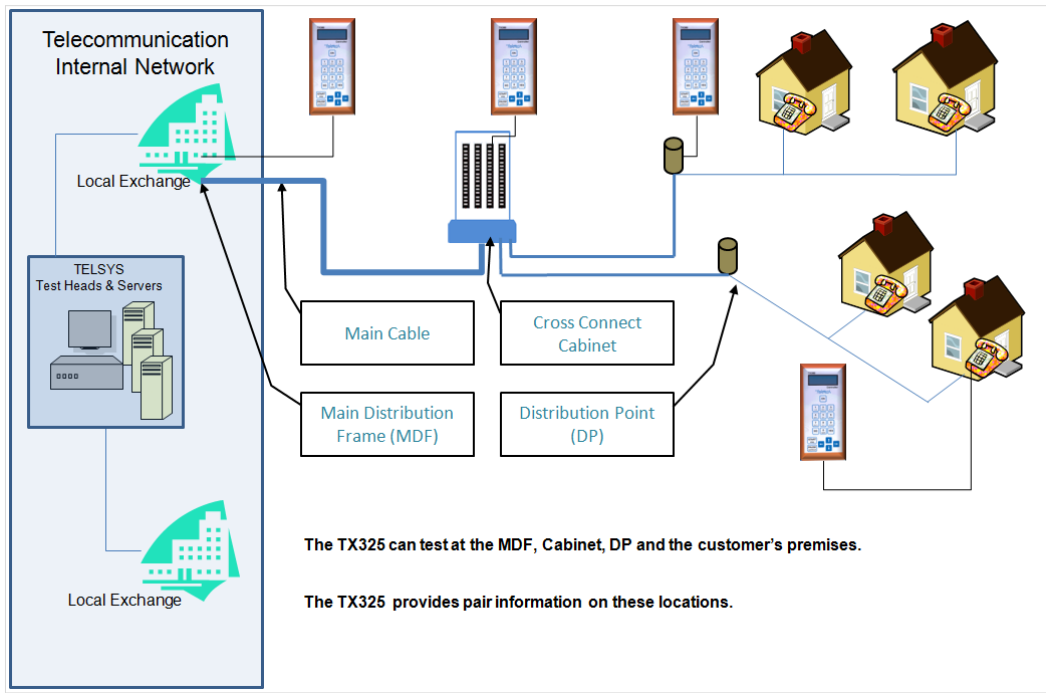 Telecommunication
Internal Network
Local Exchange
TELSYS
Test Heads & Servers
Main Cable
Cross Connect
Cabinet
Main Distribution
Frame (MDF)
Distribution Point
(DP)
The TX325 can test at the MDF, Cabinet, DP and the customer's premises.
Local Exchange
The TX325 provides pair information on these locations.